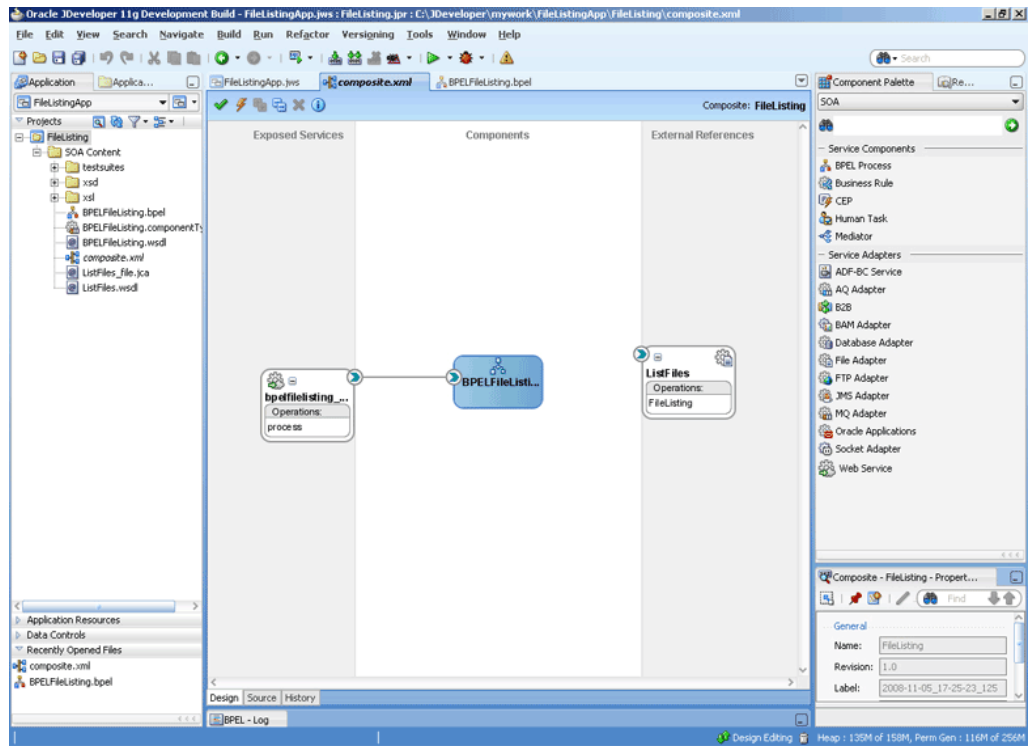 Oracle JDeveloper 11g Development Build - FileListingApp.jws : FileListing.jpr : C:\JDeveloper\mywork\FileListingApp\FileListing\composite.xml
File Edit View Search Navigate Build Run Refactor Versioning Tools Window Help
Search
Application Applica...
FileListingApp
Projects
FileListing
SOA Content
testsuites
xsd
xsl
BPELFileListing.bpel
BPELFileListing.componentTy
BPELFileListing.wsdl
composite.xml
ListFiles_file.jca
ListFiles.wsdl
Application Resources
Data Controls
Recently Opened Files
composite.xml
BPELFileListing.bpel
FileListingApp.jws composite.xml BPELFileListing.bpel
Composite: FileListing
Exposed Services Components External References
bpelfilelisting_...
Operations:
process
BPELFileListi...
ListFiles
Operations:
FileListing
Design Source History
BPEL - Log
Component Palette Re...
SOA
Service Components
BPEL Process
Business Rule
CEP
Human Task
Mediator
Service Adapters
ADF-BC Service
AQ Adapter
B2B
BAM Adapter
Database Adapter
File Adapter
FTP Adapter
JMS Adapter
MQ Adapter
Oracle Applications
Socket Adapter
Web Service
Composite - FileListing - Propert...
Find
General
Name: FileListing
Revision: 1.0
Label: 2008-11-05_17-25-23_125
Design Editing Heap : 135M of 158M, Perm Gen : 116M of 256M